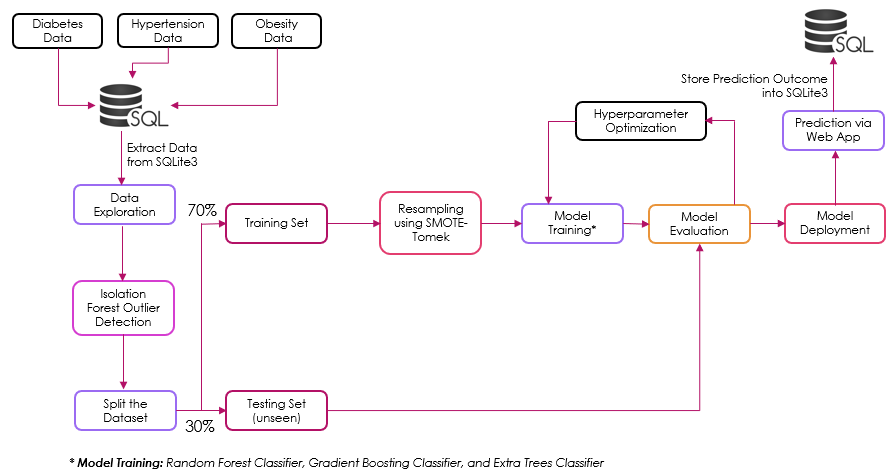 Diabetes
Data
Hypertension
Data
Obesity
Data
SQL
SQL
Extract Data
from SQLite3
Store Prediction Outcome
into SQLite3
Hyperparameter
Optimization
Prediction via
Web App
Data
Exploration
70%
Training Set
Resampling
using SMOTE-
Tomek
Model
Training*
Model
Evaluation
Model
Deployment
Isolation
Forest Outlier
Detection
Split the
Dataset
30%
Testing Set
(unseen)
* Model Training: Random Forest Classifier, Gradient Boosting Classifier, and Extra Trees Classifier